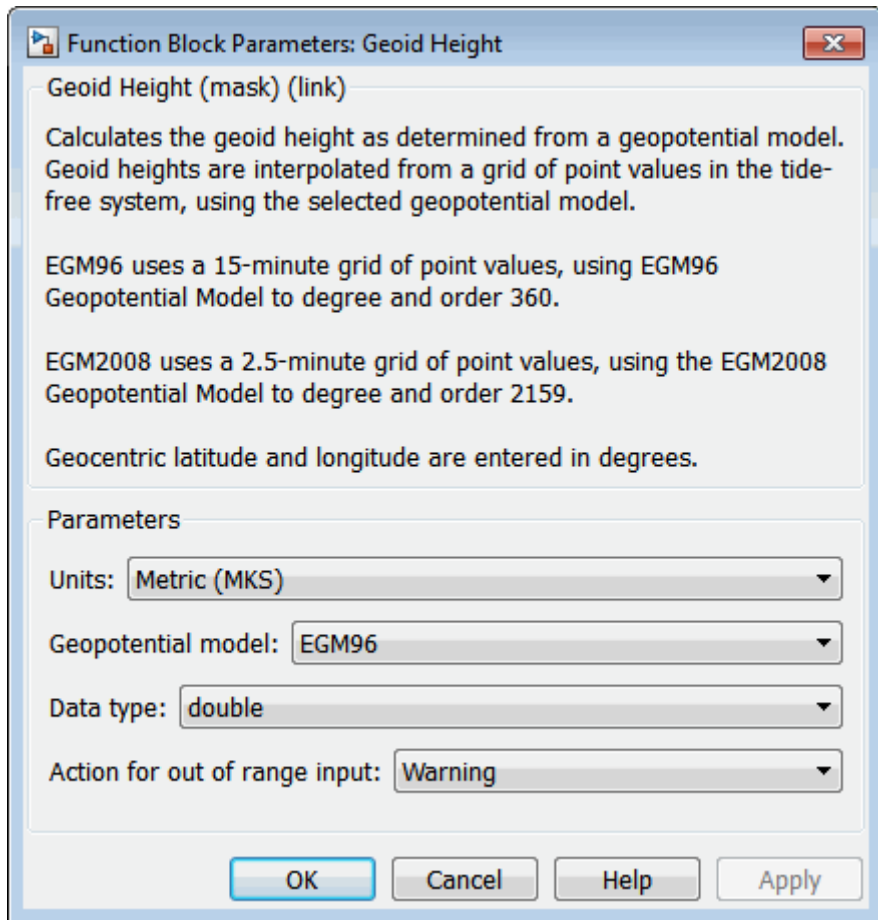 Function Block Parameters: Geoid Height
Geoid Height (mask) (link)
Calculates the geoid height as determined from a geopotential model.
Geoid heights are interpolated from a grid of point values in the tide-
free system, using the selected geopotential model.
EGM96 uses a 15-minute grid of point values, using EGM96
Geopotential Model to degree and order 360.
EGM2008 uses a 2.5-minute grid of point values, using the EGM2008
Geopotential Model to degree and order 2159.
Geocentric latitude and longitude are entered in degrees.
Parameters
Units: Metric (MKS)
Geopotential model: EGM96
Data type: double
Action for out of range input: Warning
OK Cancel Help Apply